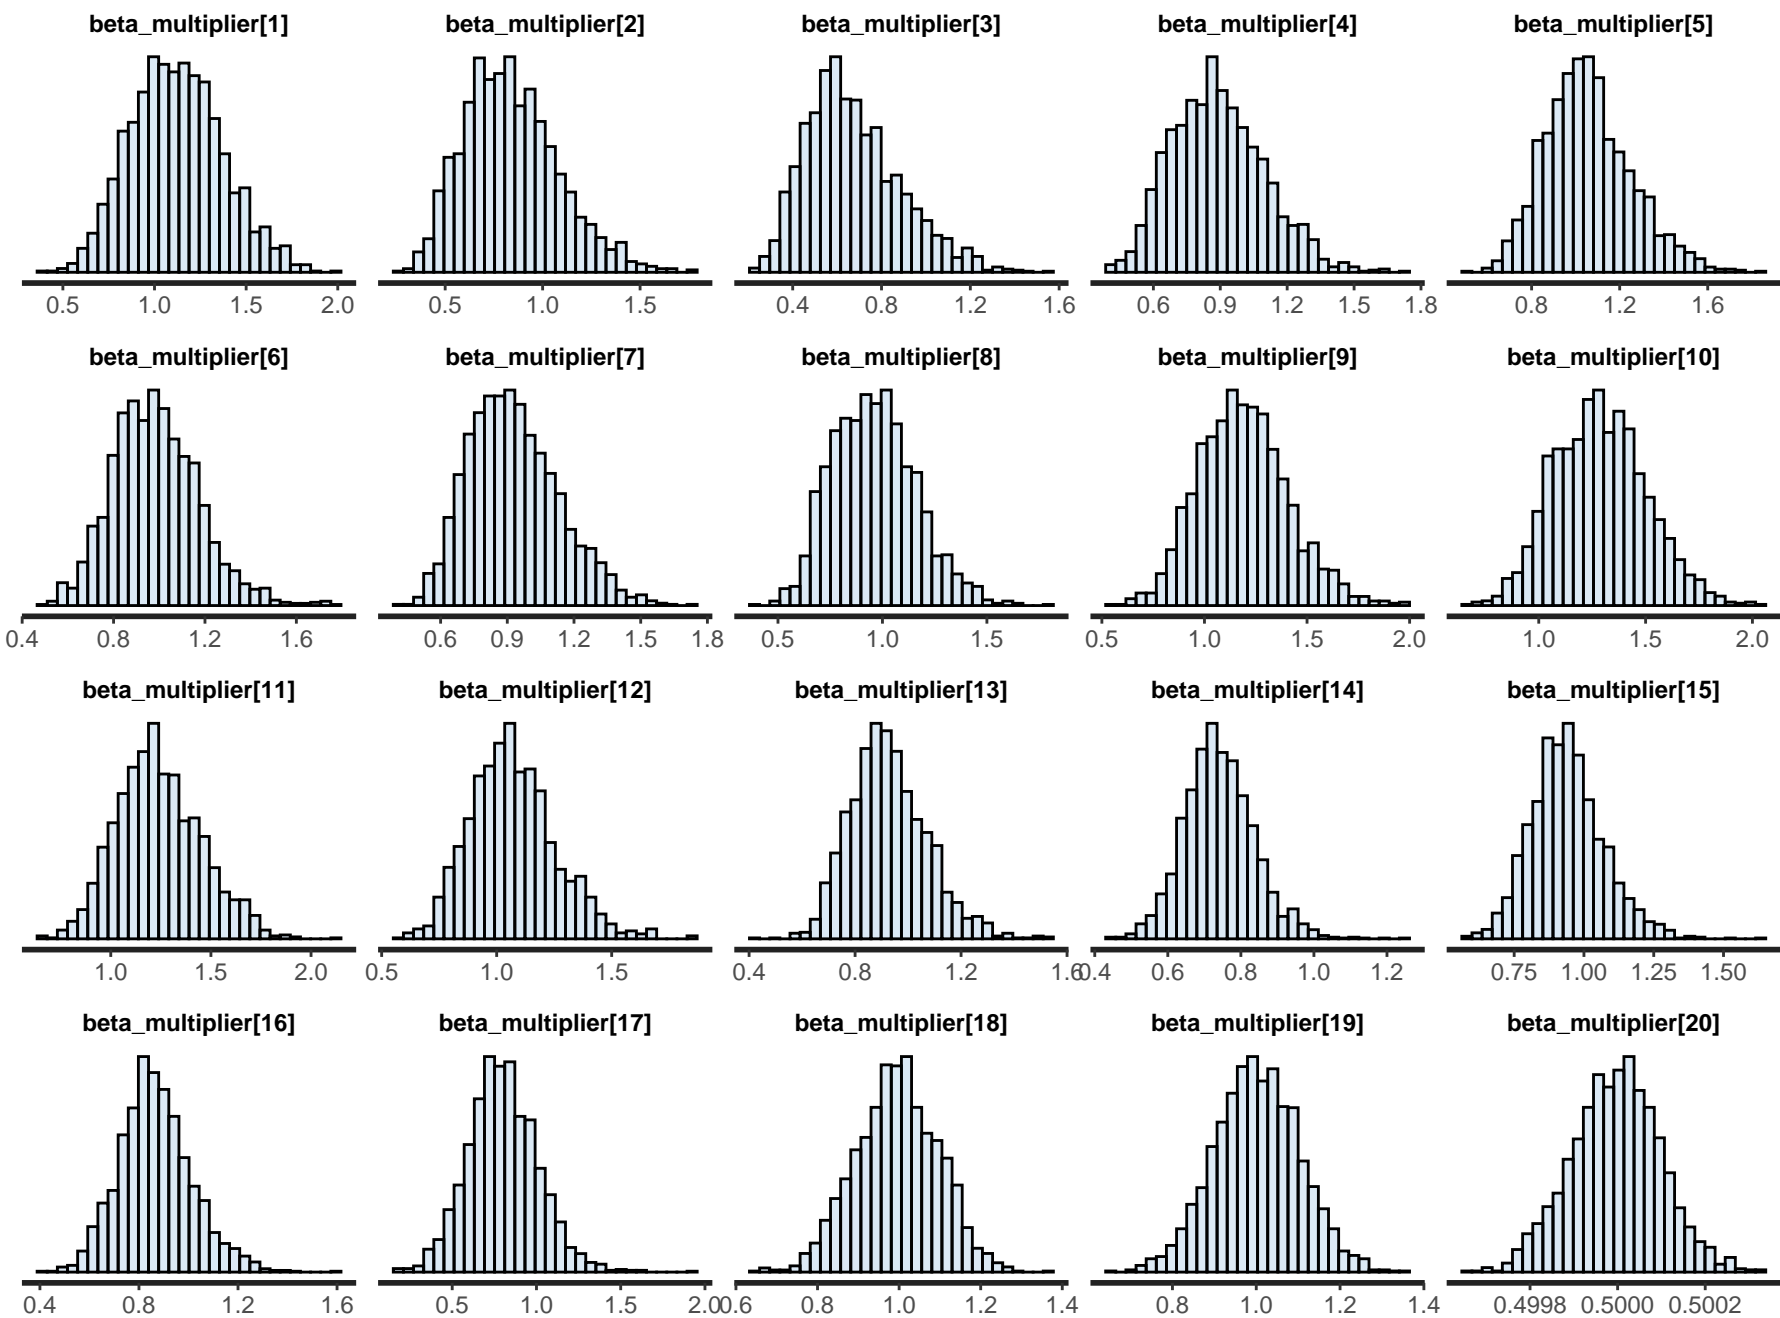 beta_multiplier[1] beta_multiplier[2] beta_multiplier[3] beta_multiplier[4] beta_multiplier[5]
0.5 1.0 1.5 2.0 0.5 1.0 1.5 0.4 0.8 1.2 1.6 0.6 0.9 1.2 1.5 1.8 0.8 1.2 1.6
beta_multiplier[6] beta_multiplier[7] beta_multiplier[8] beta_multiplier[9] beta_multiplier[10]
0.4 0.8 1.2 1.6 0.6 0.9 1.2 1.5 1.8 0.5 1.0 1.5 0.5 1.0 1.5 2.0 1.0 1.5 2.0
beta_multiplier[11] beta_multiplier[12] beta_multiplier[13] beta_multiplier[14] beta_multiplier[15]
1.0 1.5 2.0 0.5 1.0 1.5 0.4 0.8 1.2 1.6 0.4 0.6 0.8 1.0 1.2 0.75 1.00 1.25 1.50
beta_multiplier[16] beta_multiplier[17] beta_multiplier[18] beta_multiplier[19] beta_multiplier[20]
0.4 0.8 1.2 1.6 0.5 1.0 1.5 2.0 0.6 0.8 1.0 1.2 1.4 0.8 1.0 1.2 1.4 0.4998 0.5000 0.5002